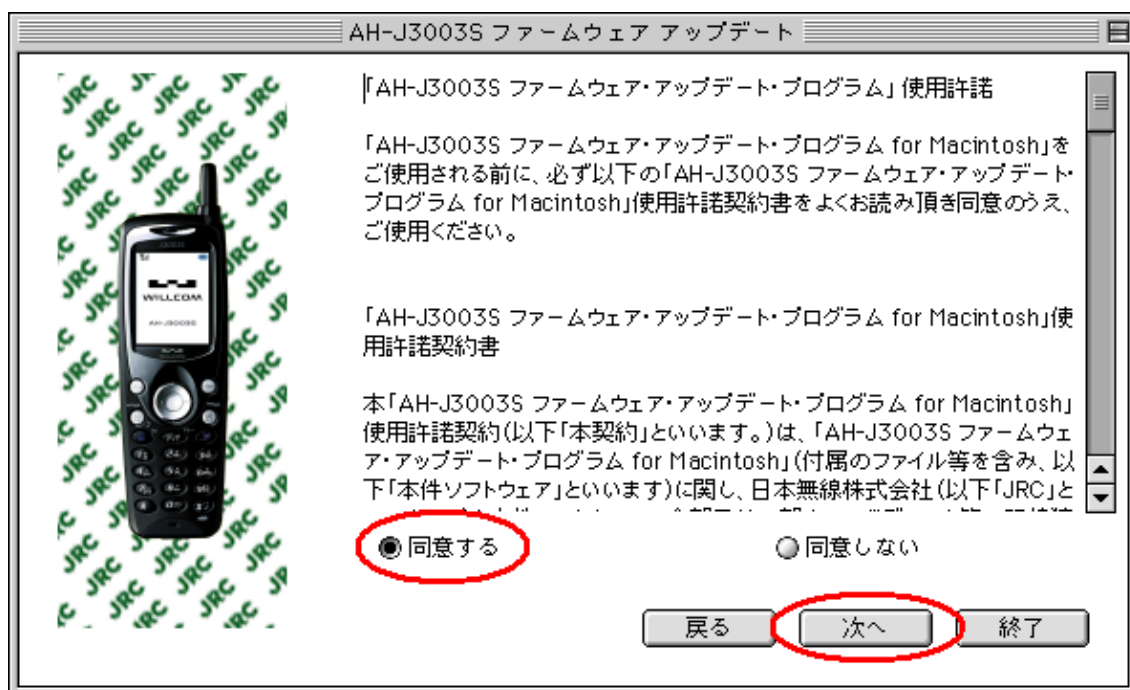 AH-J3003S ファームウェア アップデート
「AH-J3003S ファームウェア・アップデート・プログラム」 使用許諾
「AH-J3003S ファームウェア・アップデート・プログラム for Macintosh」を
ご使用される前に、必ず以下の「AH-J3003S ファームウェア・アップデート・
プログラム for Macintosh」使用許諾契約書をよくお読み頂き同意のうえ、
ご使用ください。
「AH-J3003S ファームウェア・アップデート・プログラム for Macintosh」使
用許諾契約書
本「AH-J3003S ファームウェア・アップデート・プログラム for Macintosh」
使用許諾契約(以下「本契約」といいます。)は、「AH-J3003S ファームウェ
ア・アップデート・プログラム for Macintosh」(付属のファイル等を含み、以
下「本件ソフトウェア」といいます)に関し、日本無線株式会社(以下「JRC」と
同意する
同意しない
戻る
次へ
終了
JRC
WILLCOM
AH-J3003S